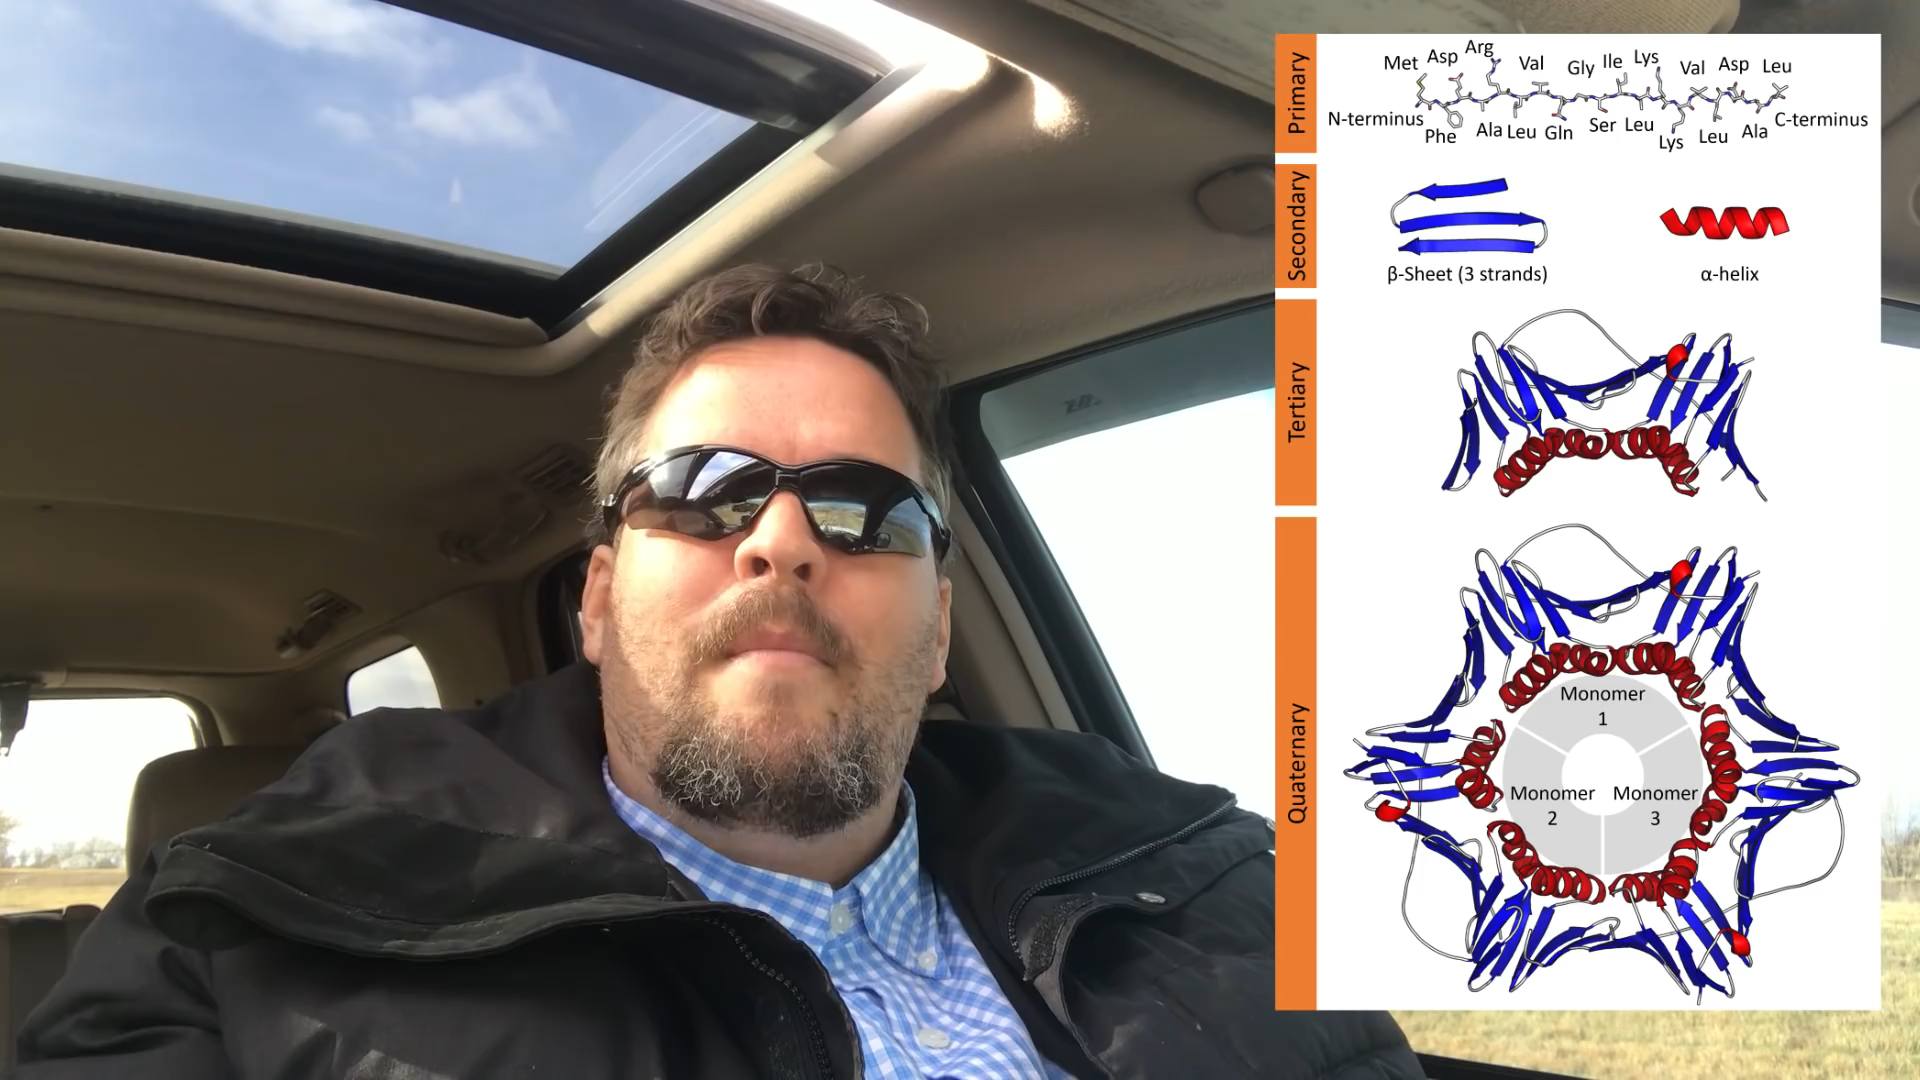 Primary
Met Asp Arg Val Gly Ile Lys Val Asp Leu
N-terminus C-terminus
Phe Ala Leu Gln Ser Leu Lys Leu Ala
Secondary
β-Sheet (3 strands)
α-helix
Tertiary
Quaternary
Monomer
1
Monomer
2
Monomer
3